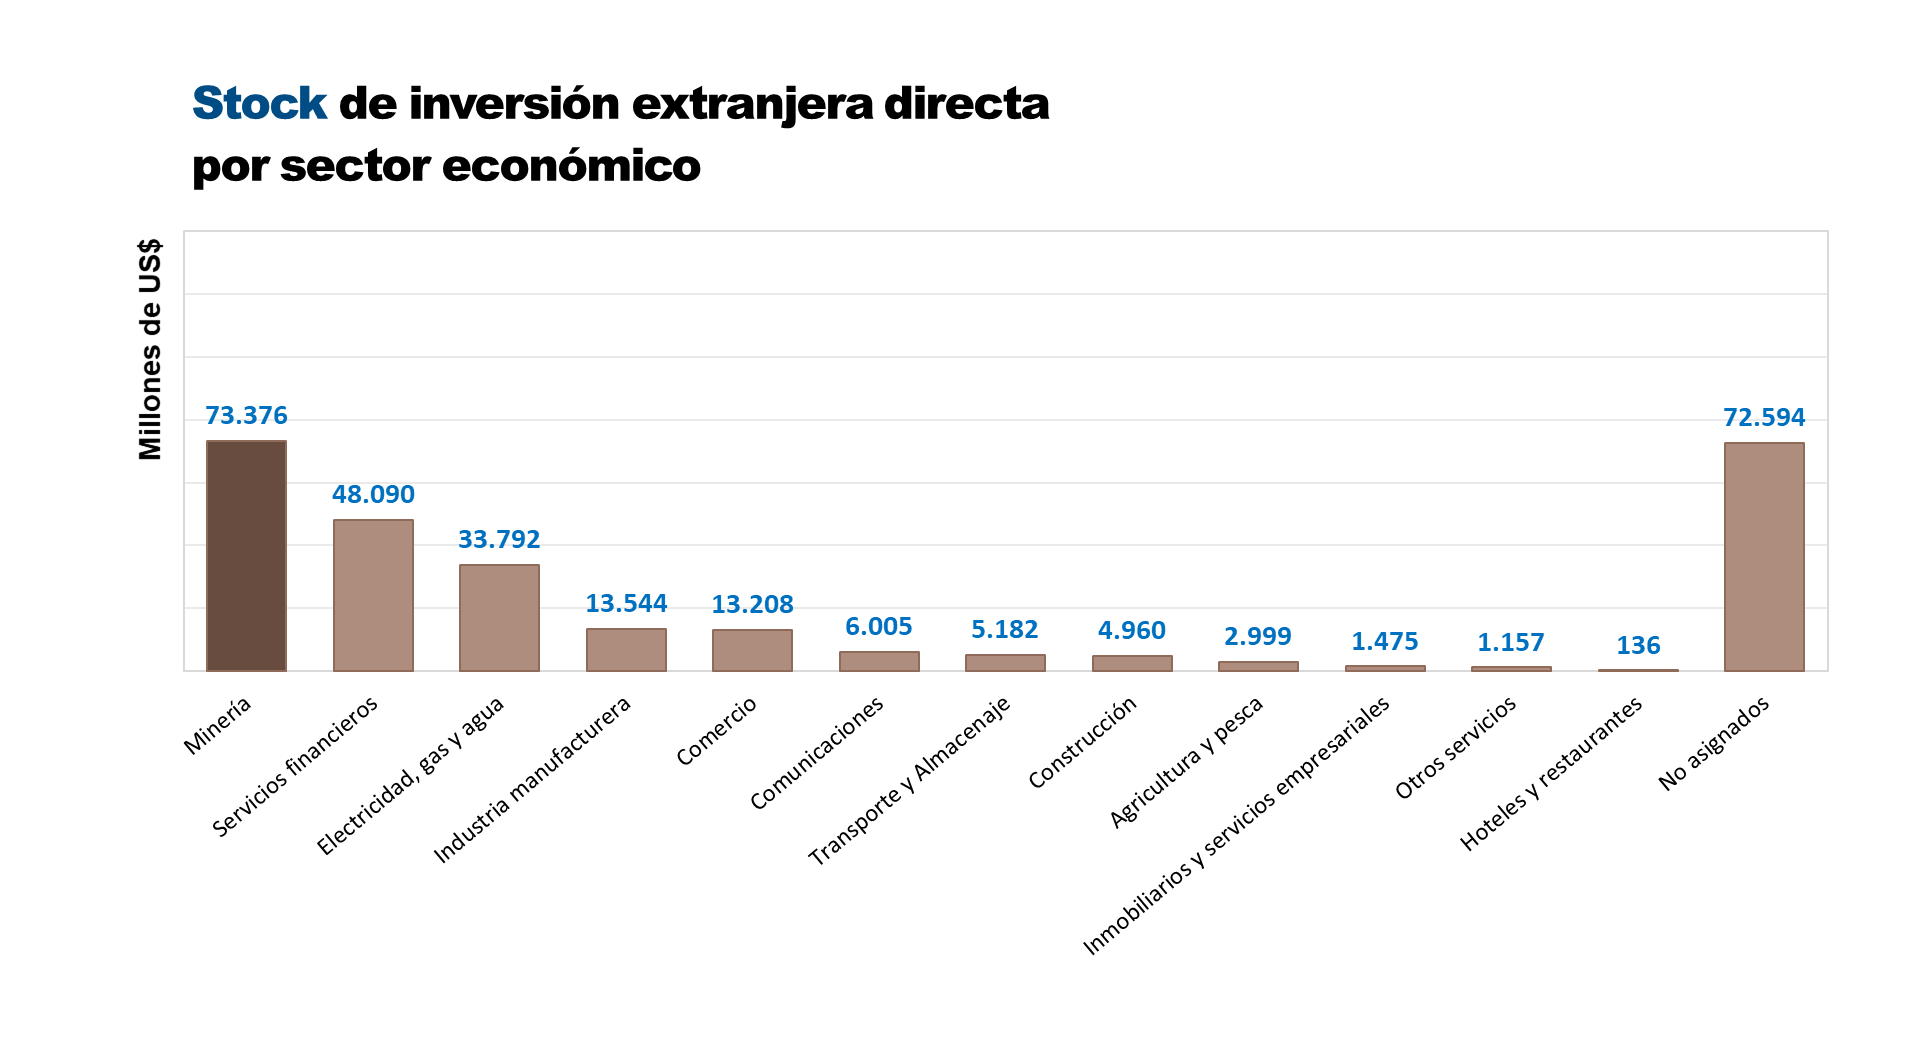 Stock de inversión extranjera directa
por sector económico
Millones de US$
73.376
48.090
33.792
13.544
13.208
6.005
5.182
4.960
2.999
1.475
1.157
136
72.594
Minería
Servicios financieros
Electricidad, gas y agua
Industria manufacturera
Comercio
Comunicaciones
Transporte y Almacenaje
Construcción
Agricultura y pesca
Inmobiliarios y servicios empresariales
Otros servicios
Hoteles y restaurantes
No asignados